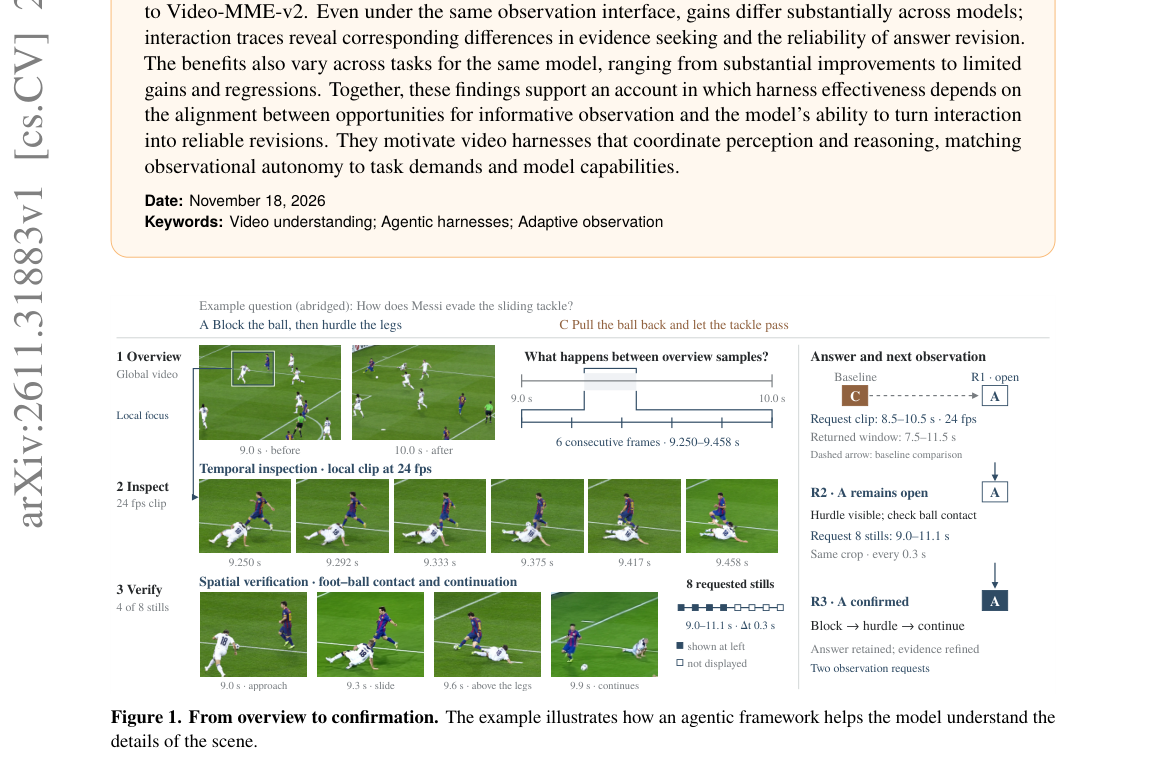 to Video-MME-v2. Even under the same observation interface, gains differ substantially across models;
interaction traces reveal corresponding differences in evidence seeking and the reliability of answer revision.
The benefits also vary across tasks for the same model, ranging from substantial improvements to limited
gains and regressions. Together, these findings support an account in which harness effectiveness depends on
the alignment between opportunities for informative observation and the model's ability to turn interaction
into reliable revisions. They motivate video harnesses that coordinate perception and reasoning, matching
observational autonomy to task demands and model capabilities.
Date: November 18, 2026
Keywords: Video understanding; Agentic harnesses; Adaptive observation
arXiv:2611.31883v1 [cs.CV] 2
Example question (abridged): How does Messi evade the sliding tackle?
A Block the ball, then hurdle the legs
C Pull the ball back and let the tackle pass
1 Overview
Global video
Local focus
9.0 s · before
10.0 s · after
What happens between overview samples?
9.0 s
10.0 s
6 consecutive frames · 9.250–9.458 s
Temporal inspection · local clip at 24 fps
2 Inspect
24 fps clip
9.250 s
9.292 s
9.333 s
9.375 s
9.417 s
9.458 s
Spatial verification · foot–ball contact and continuation
3 Verify
4 of 8 stills
9.0 s · approach
9.3 s · slide
9.6 s · above the legs
9.9 s · continues
8 requested stills
9.0–11.1 s · Δt 0.3 s
shown at left
not displayed
Answer and next observation
Baseline
R1 · open
C
A
Request clip: 8.5–10.5 s · 24 fps
Returned window: 7.5–11.5 s
Dashed arrow: baseline comparison
R2 · A remains open
A
Hurdle visible; check ball contact
Request 8 stills: 9.0–11.1 s
Same crop · every 0.3 s
R3 · A confirmed
A
Block → hurdle → continue
Answer retained; evidence refined
Two observation requests
Figure 1. From overview to confirmation. The example illustrates how an agentic framework helps the model understand the
details of the scene.